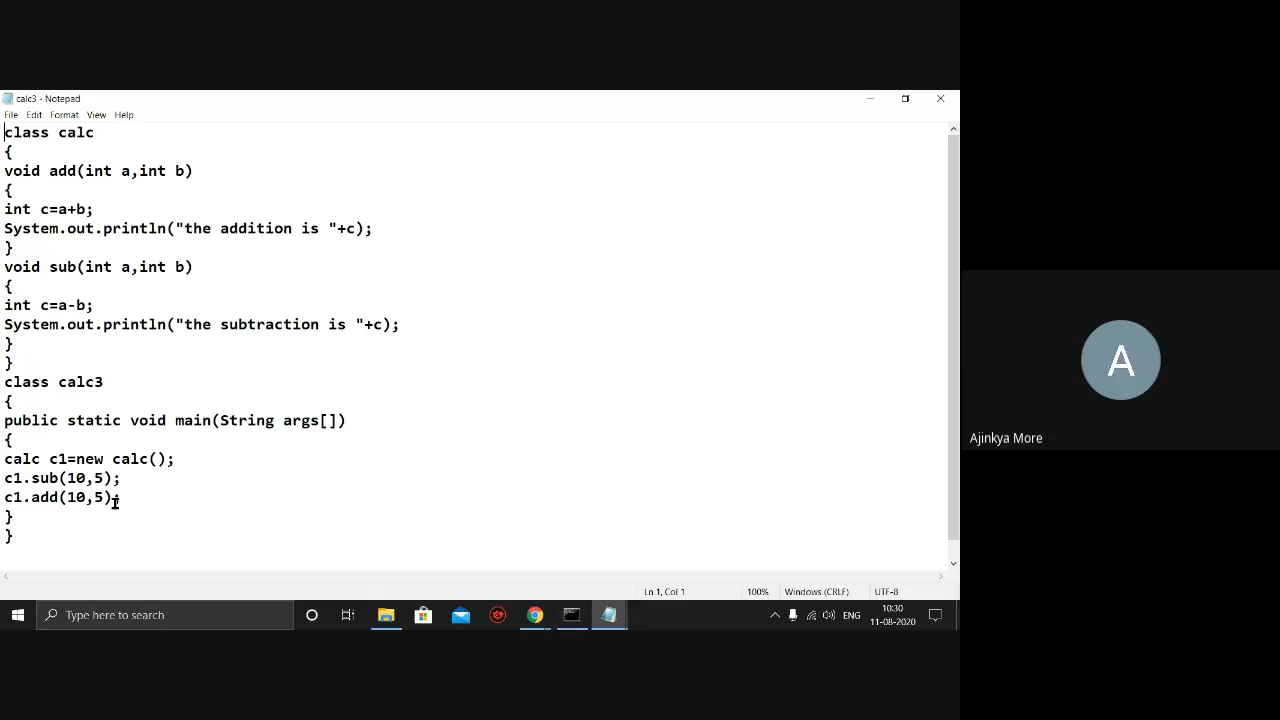 calc3 - Notepad
File Edit Format View Help
class calc
{
void add(int a,int b)
{
int c=a+b;
System.out.println("the addition is "+c);
}
void sub(int a,int b)
{
int c=a-b;
System.out.println("the subtraction is "+c);
}
}
class calc3
{
public static void main(String args[])
{
calc c1=new calc();
c1.sub(10,5);
c1.add(10,5);
}
}
Ln 1, Col 1 100% Windows (CRLF) UTF-8
Type here to search
ENG
10:30
11-08-2020
A
Ajinkya More